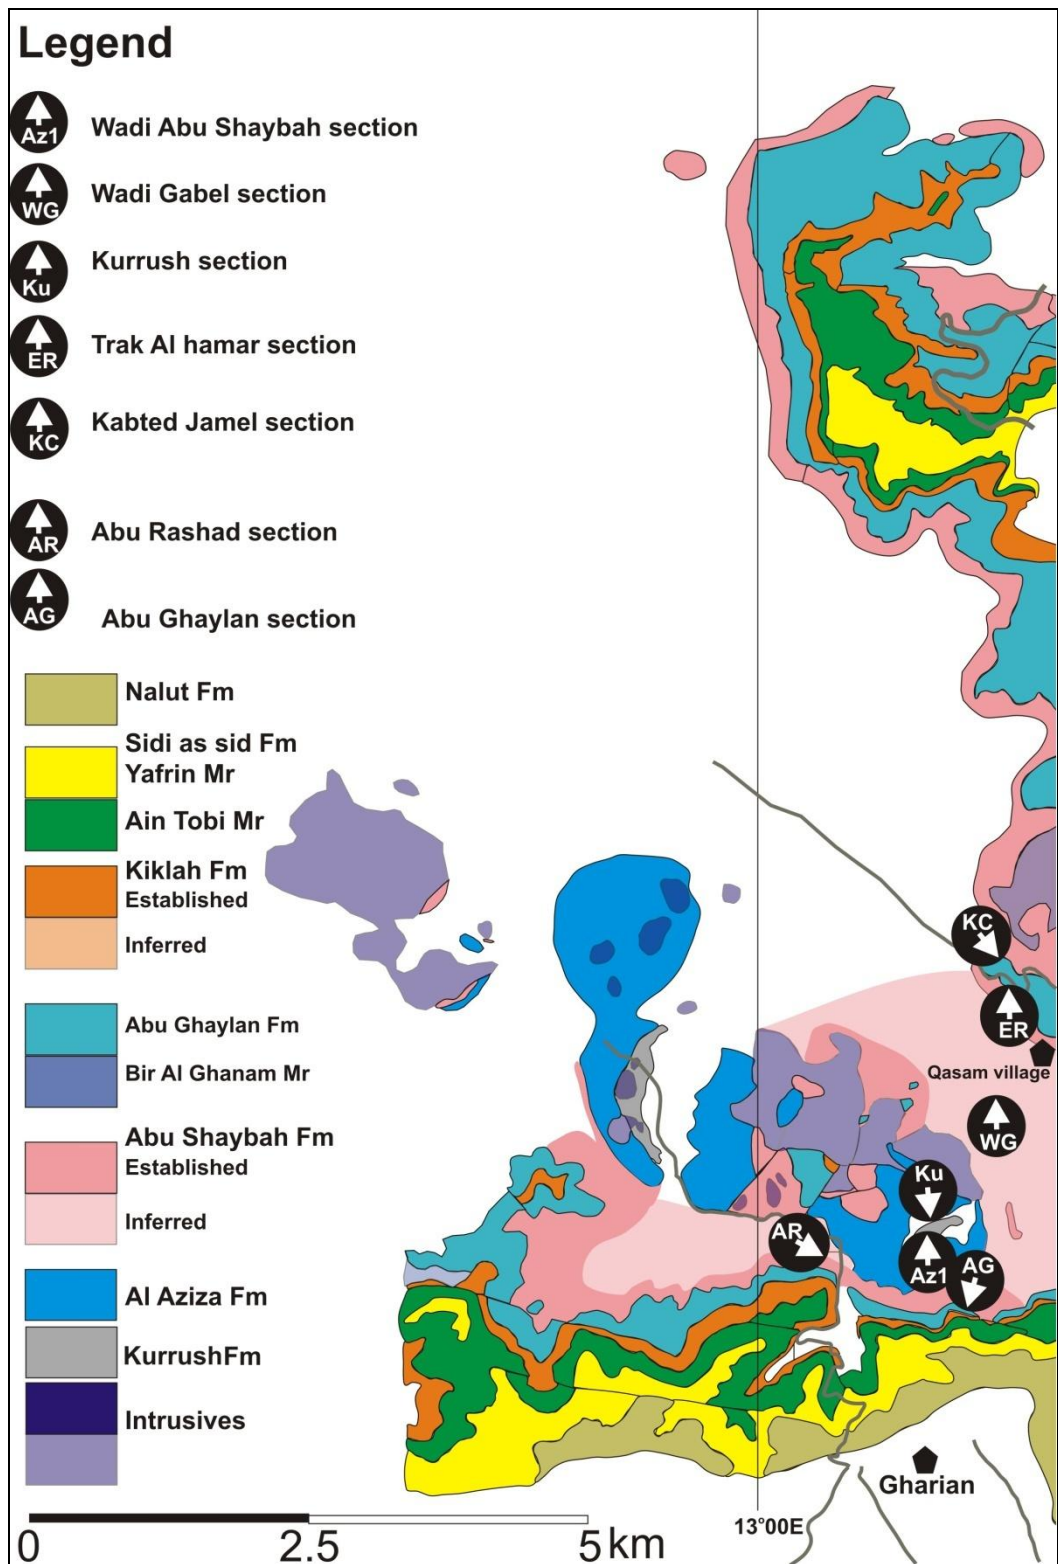 Legend
Az1
Wadi Abu Shaybah section
WG
Wadi Gabel section
Ku
Kurrush section
ER
Trak Al hamar section
KC
Kabted Jamel section
AR
Abu Rashad section
AG
Abu Ghaylan section
Nalut Fm
Sidi as sid Fm
Yafrin Mr
Ain Tobi Mr
Kiklah Fm
Established
Inferred
Abu Ghaylan Fm
Bir Al Ghanam Mr
Abu Shaybah Fm
Established
Inferred
Al Aziza Fm
KurrushFm
Intrusives
0 2.5 5 km
KC
ER
Qasam village
WG
Ku
AR
Az1
AG
Gharian
13°00E